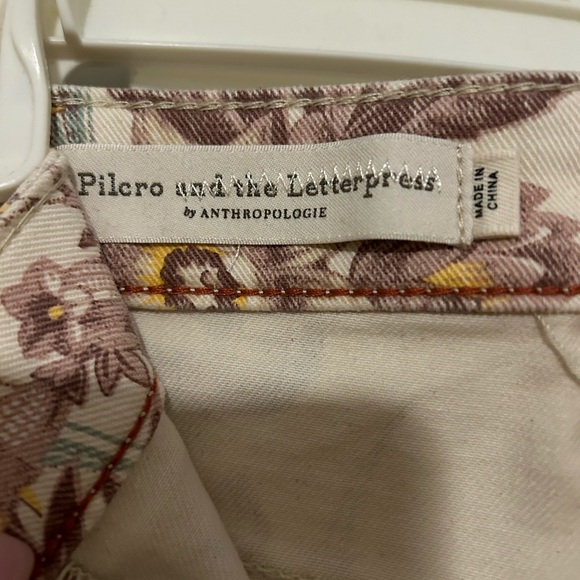 Pilcro and the Letterpress
by ANTHROPOLOGIE
MADE IN
CHINA